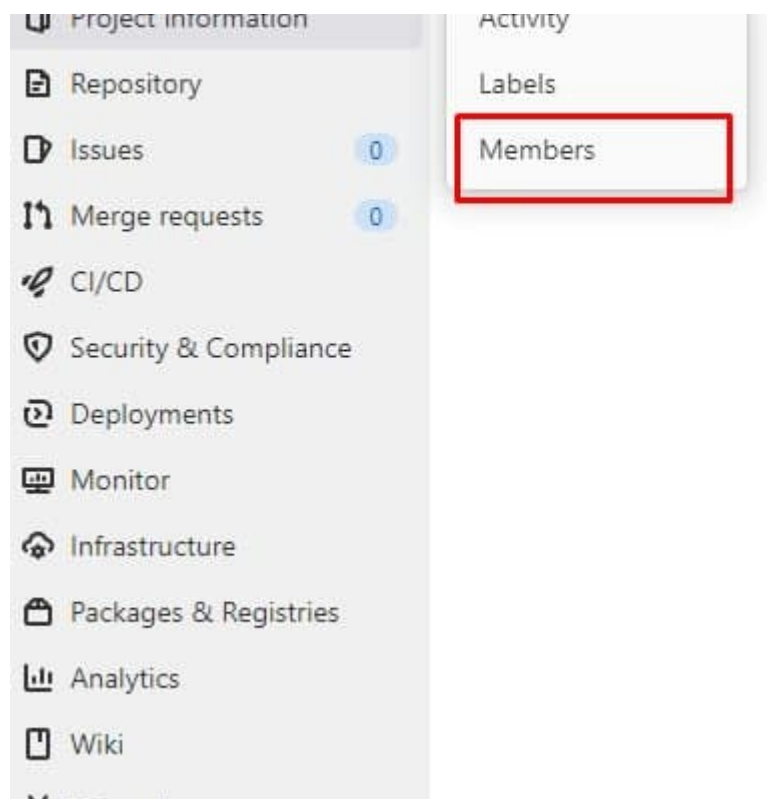 Project information
Repository
Issues 0
Merge requests 0
CI/CD
Security & Compliance
Deployments
Monitor
Infrastructure
Packages & Registries
Analytics
Wiki
Activity
Labels
Members